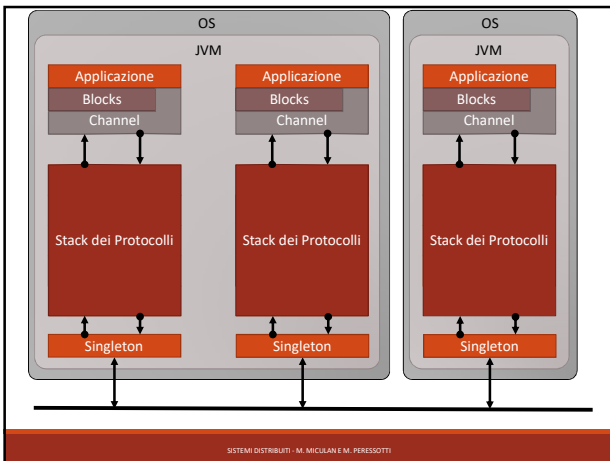 OS
JVM
Applicazione
Blocks
Channel
Stack dei Protocolli
Singleton
Applicazione
Blocks
Channel
Stack dei Protocolli
Singleton
OS
JVM
Applicazione
Blocks
Channel
Stack dei Protocolli
Singleton
SISTEMI DISTRIBUITI - M. MICULAN E M. PERESSOTTI